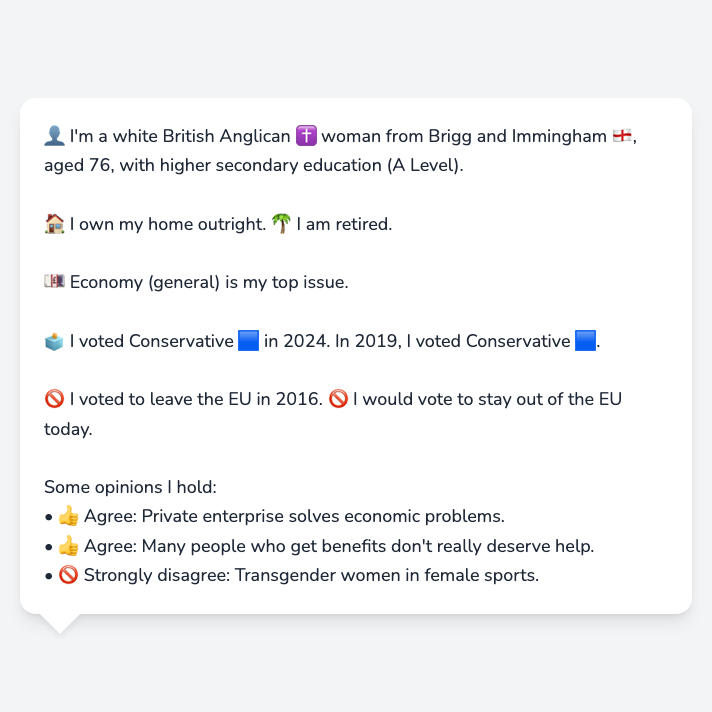 👤 I'm a white British Anglican ✝️ woman from Brigg and Immingham 🏴󠁧󠁢󠁥󠁮󠁧󠁿,
aged 76, with higher secondary education (A Level).
🏠 I own my home outright. 🌴 I am retired.
💷 Economy (general) is my top issue.
🗳️ I voted Conservative 🟦 in 2024. In 2019, I voted Conservative 🟦.
🚫 I voted to leave the EU in 2016. 🚫 I would vote to stay out of the EU
today.
Some opinions I hold:
• 👍 Agree: Private enterprise solves economic problems.
• 👍 Agree: Many people who get benefits don't really deserve help.
• 🚫 Strongly disagree: Transgender women in female sports.